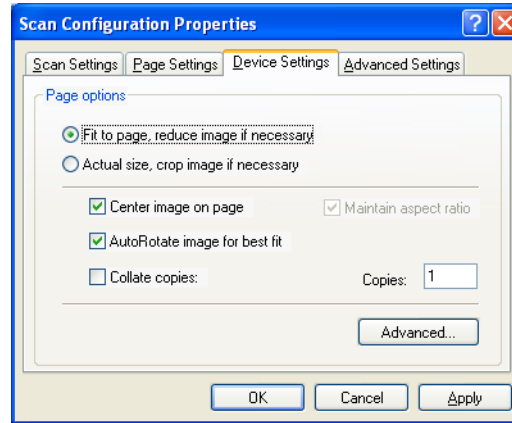 Scan Configuration Properties
Scan Settings Page Settings Device Settings Advanced Settings
Page options
Fit to page, reduce image if necessary
Actual size, crop image if necessary
Center image on page Maintain aspect ratio
AutoRotate image for best fit
Collate copies: Copies: 1
Advanced...
OK Cancel Apply